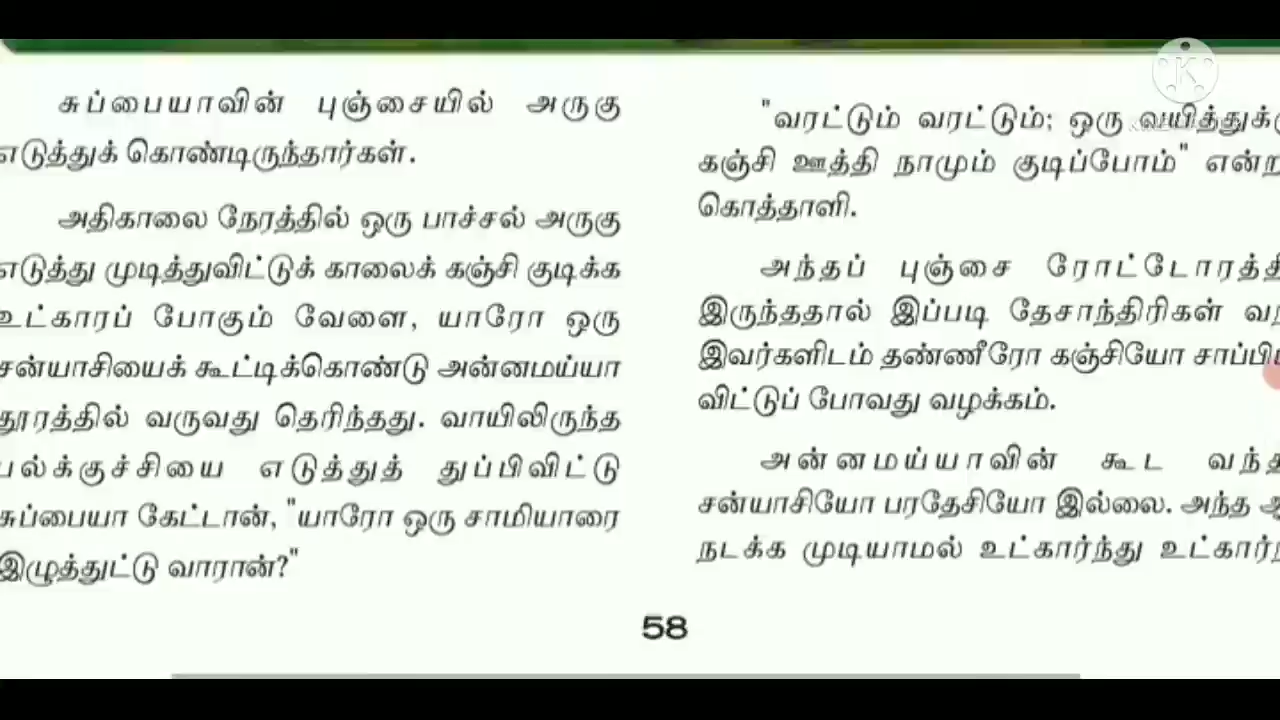 சுப்பையாவின் புஞ்சையில் அருகு
எடுத்துக் கொண்டிருந்தார்கள்.
அதிகாலை நேரத்தில் ஒரு பாச்சல் அருகு
எடுத்து முடித்துவிட்டுக் காலைக் கஞ்சி குடிக்க
உட்காரப் போகும் வேளை, யாரோ ஒரு
சன்யாசியைக் கூட்டிக்கொண்டு அன்னமய்யா
தூரத்தில் வருவது தெரிந்தது. வாயிலிருந்த
பல்க்குச்சியை எடுத்துத் துப்பிவிட்டு
சுப்பையா கேட்டான், "யாரோ ஒரு சாமியாரை
இழுத்துட்டு வாரான்?"
"வரட்டும் வரட்டும்; ஒரு
கஞ்சி ஊத்தி நாமும் குடிப்போம்"
கொத்தாளி.
அந்தப் புஞ்சை
இருந்ததால் இப்படி தேசாந்திரிகள்
இவர்களிடம் தண்ணீரோ கஞ்சியோ
விட்டுப் போவது வழக்கம்.
அன்னமய்யாவின் கூட
சன்யாசியோ பரதேசியோ இல்லை. அந்த
நடக்க முடியாமல் உட்கார்ந்து
58